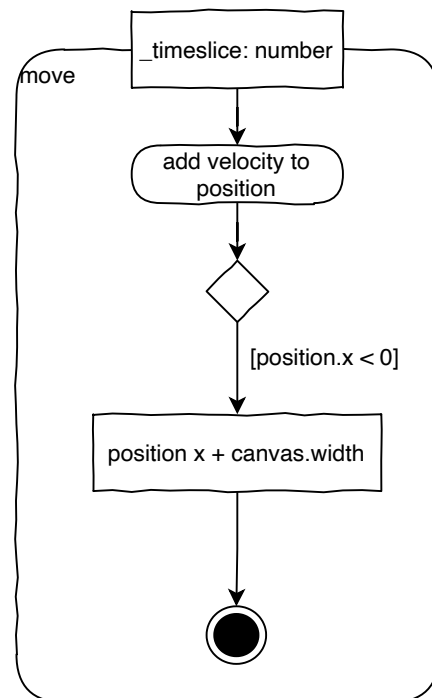 _timeslice: number
move
add velocity to
position
[position.x < 0]
position x + canvas.width